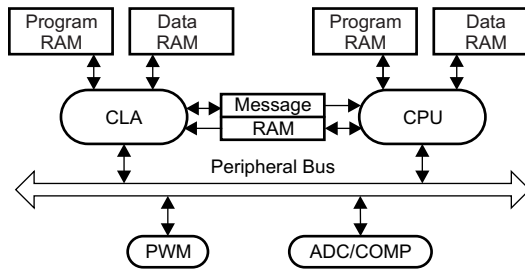 Program
RAM
Data
RAM
Program
RAM
Data
RAM
CLA
Message
RAM
CPU
Peripheral Bus
PWM
ADC/COMP